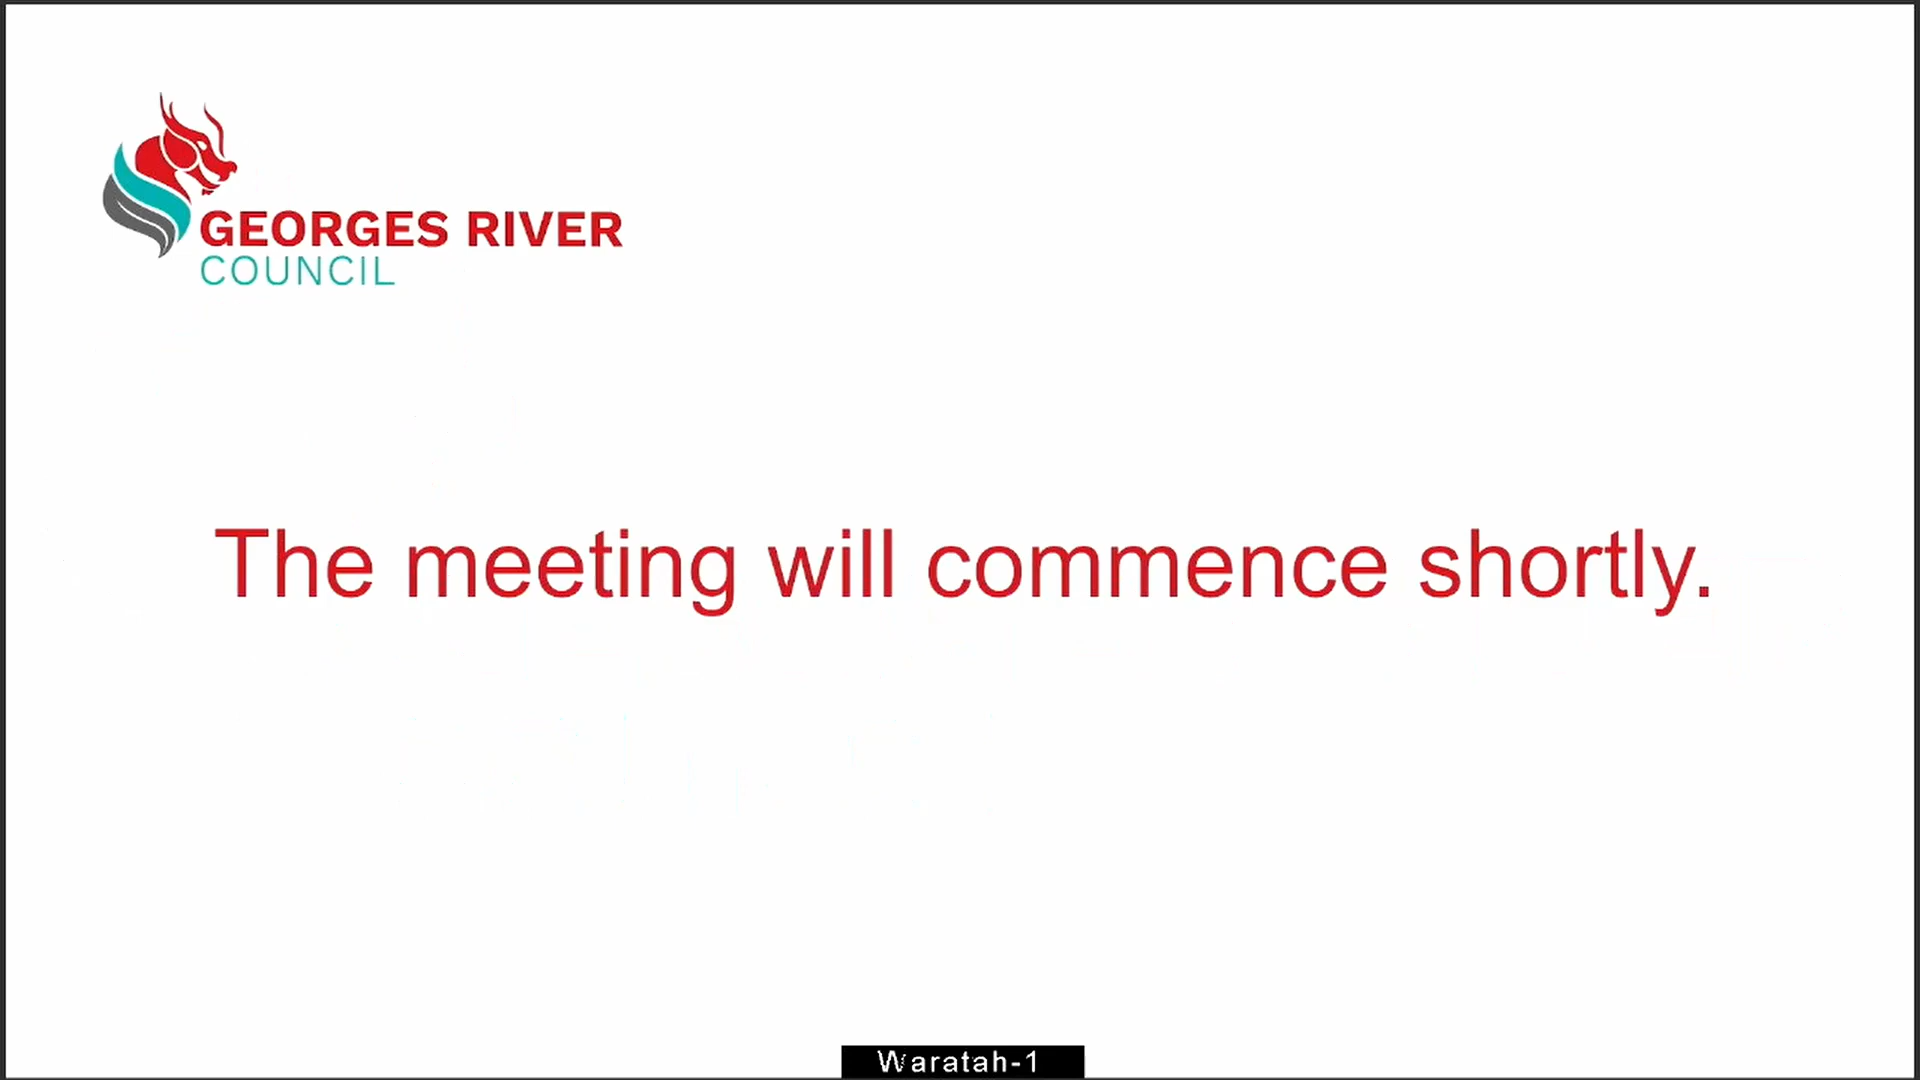 GEORGES RIVER
COUNCIL
The meeting will commence shortly.
Waratah-1